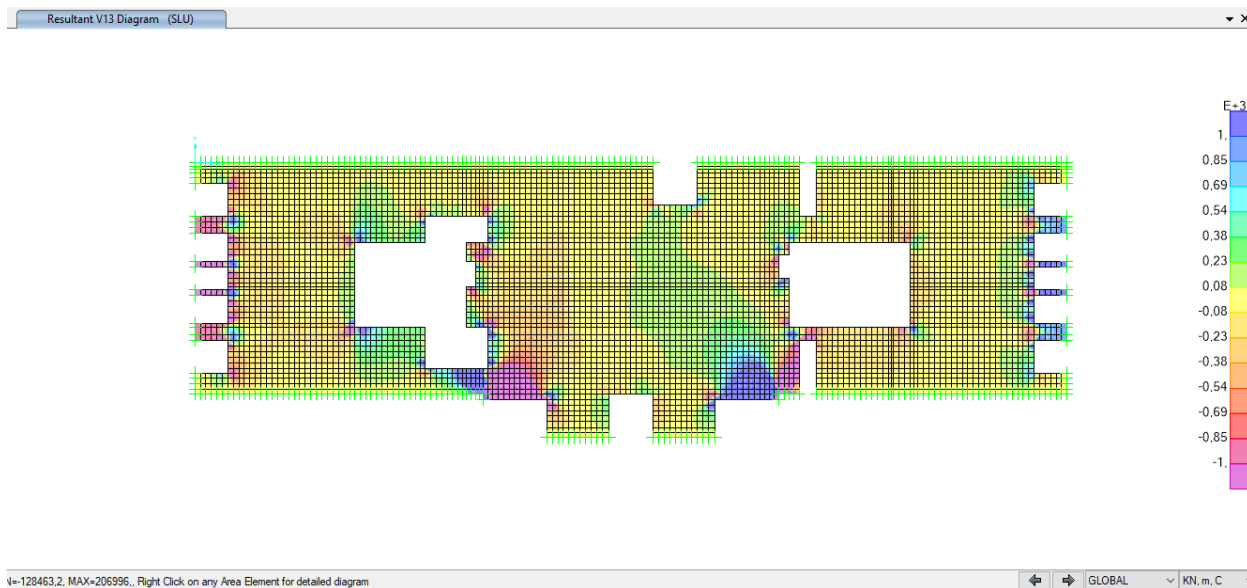 Resultant V13 Diagram (SLU)
E+3
1.
0.85
0.69
0.54
0.38
0.23
0.08
-0.08
-0.23
-0.38
-0.54
-0.69
-0.85
-1.
N=-128463,2, MAX=206996,, Right Click on any Area Element for detailed diagram
GLOBAL
KN, m, C